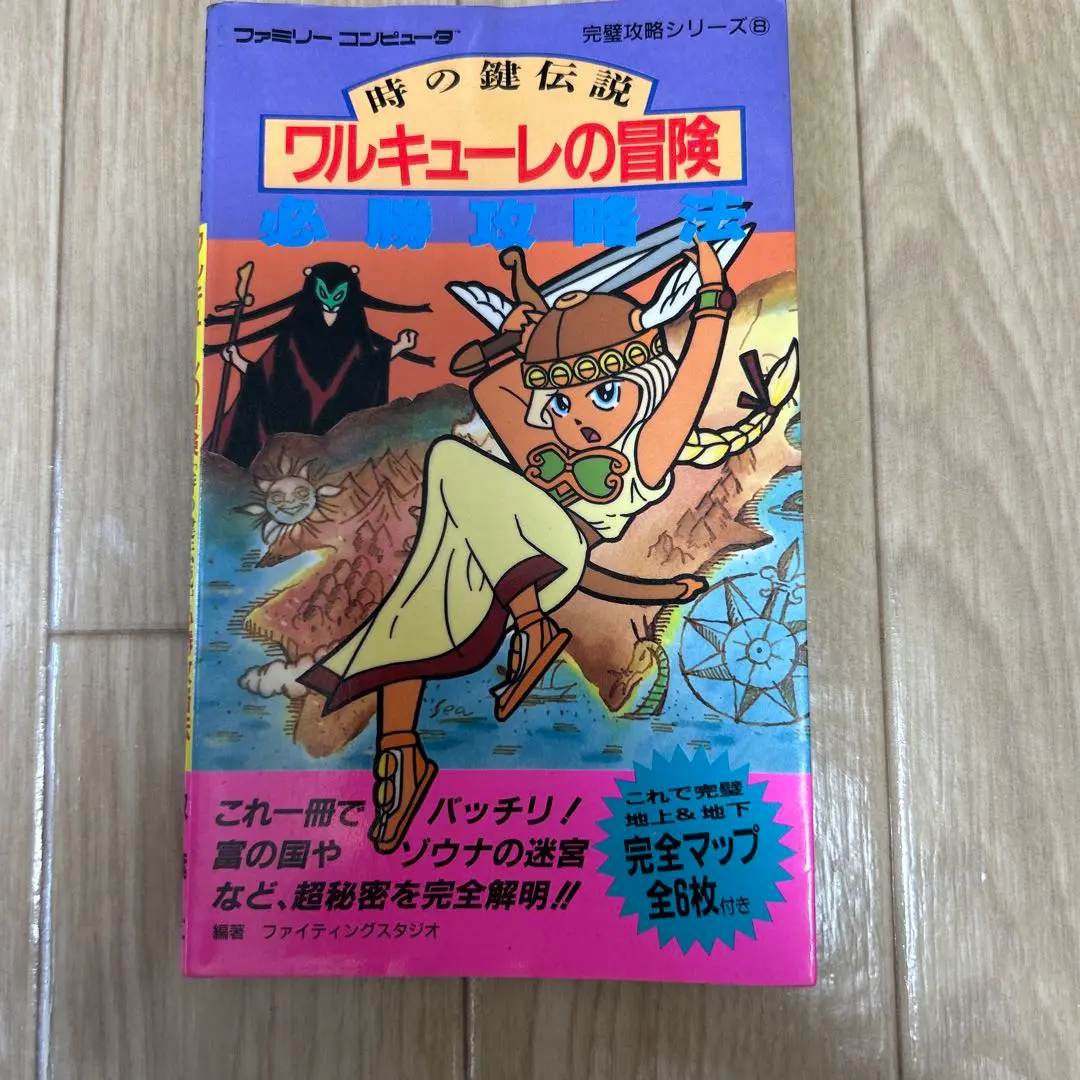 ファミリー コンピュータ™
完璧攻略シリーズ⑧
時の鍵伝説
ワルキューレの冒険
必勝攻略法
Sea
これ一冊で バッチリ!
富の国や ゾウナの迷宮
など、超秘密を完全解明!!
編著 ファイティングスタジオ
これで完璧
地上&地下
完全マップ
全6枚付き